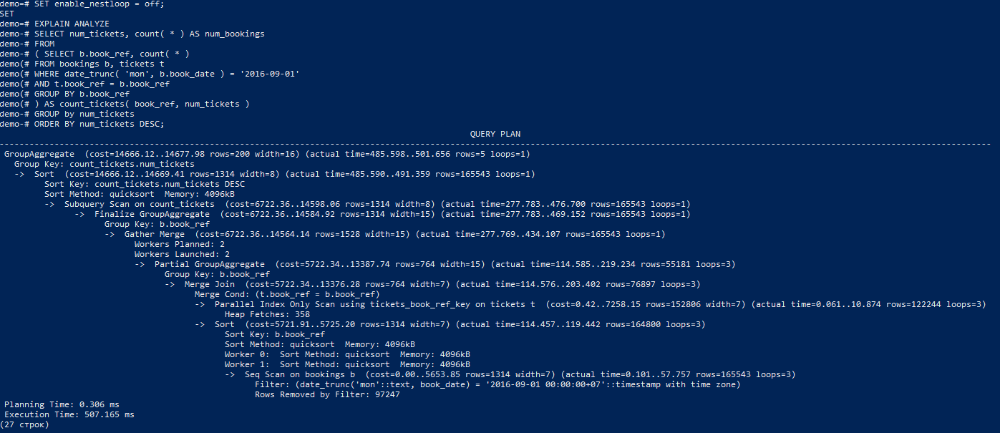 demo=# SET enable_nestloop = off;
SET
demo=# EXPLAIN ANALYZE
demo-# SELECT num_tickets, count( * ) AS num_bookings
demo-# FROM
demo-# ( SELECT b.book_ref, count( * )
demo(# FROM bookings b, tickets t
demo(# WHERE date_trunc( 'mon', b.book_date ) = '2016-09-01'
demo(# AND t.book_ref = b.book_ref
demo(# GROUP BY b.book_ref
demo(# ) AS count_tickets( book_ref, num_tickets )
demo-# GROUP by num_tickets
demo-# ORDER BY num_tickets DESC;
QUERY PLAN
GroupAggregate  (cost=14666.12..14677.98 rows=200 width=16) (actual time=485.598..501.656 rows=5 loops=1)
Group Key: count_tickets.num_tickets
->  Sort  (cost=14666.12..14669.41 rows=1314 width=8) (actual time=485.590..491.359 rows=165543 loops=1)
Sort Key: count_tickets.num_tickets DESC
Sort Method: quicksort  Memory: 4096kB
->  Subquery Scan on count_tickets  (cost=6722.36..14598.06 rows=1314 width=8) (actual time=277.783..476.700 rows=165543 loops=1)
->  Finalize GroupAggregate  (cost=6722.36..14584.92 rows=1314 width=15) (actual time=277.783..469.152 rows=165543 loops=1)
Group Key: b.book_ref
->  Gather Merge  (cost=6722.36..14564.14 rows=1528 width=15) (actual time=277.769..434.107 rows=165543 loops=1)
Workers Planned: 2
Workers Launched: 2
->  Partial GroupAggregate  (cost=5722.34..13387.74 rows=764 width=15) (actual time=114.585..219.234 rows=55181 loops=3)
Group Key: b.book_ref
->  Merge Join  (cost=5722.34..13376.28 rows=764 width=7) (actual time=114.576..203.402 rows=76897 loops=3)
Merge Cond: (t.book_ref = b.book_ref)
->  Parallel Index Only Scan using tickets_book_ref_key on tickets t  (cost=0.42..7258.15 rows=152806 width=7) (actual time=0.061..10.874 rows=122244 loops=3)
Heap Fetches: 358
->  Sort  (cost=5721.91..5725.20 rows=1314 width=7) (actual time=114.457..119.442 rows=164800 loops=3)
Sort Key: b.book_ref
Sort Method: quicksort  Memory: 4096kB
Worker 0:  Sort Method: quicksort  Memory: 4096kB
Worker 1:  Sort Method: quicksort  Memory: 4096kB
->  Seq Scan on bookings b  (cost=0.00..5653.85 rows=1314 width=7) (actual time=0.101..57.757 rows=165543 loops=3)
Filter: (date_trunc('mon'::text, book_date) = '2016-09-01 00:00:00+07'::timestamp with time zone)
Rows Removed by Filter: 97247
Planning Time: 0.306 ms
Execution Time: 507.165 ms
(27 строк)